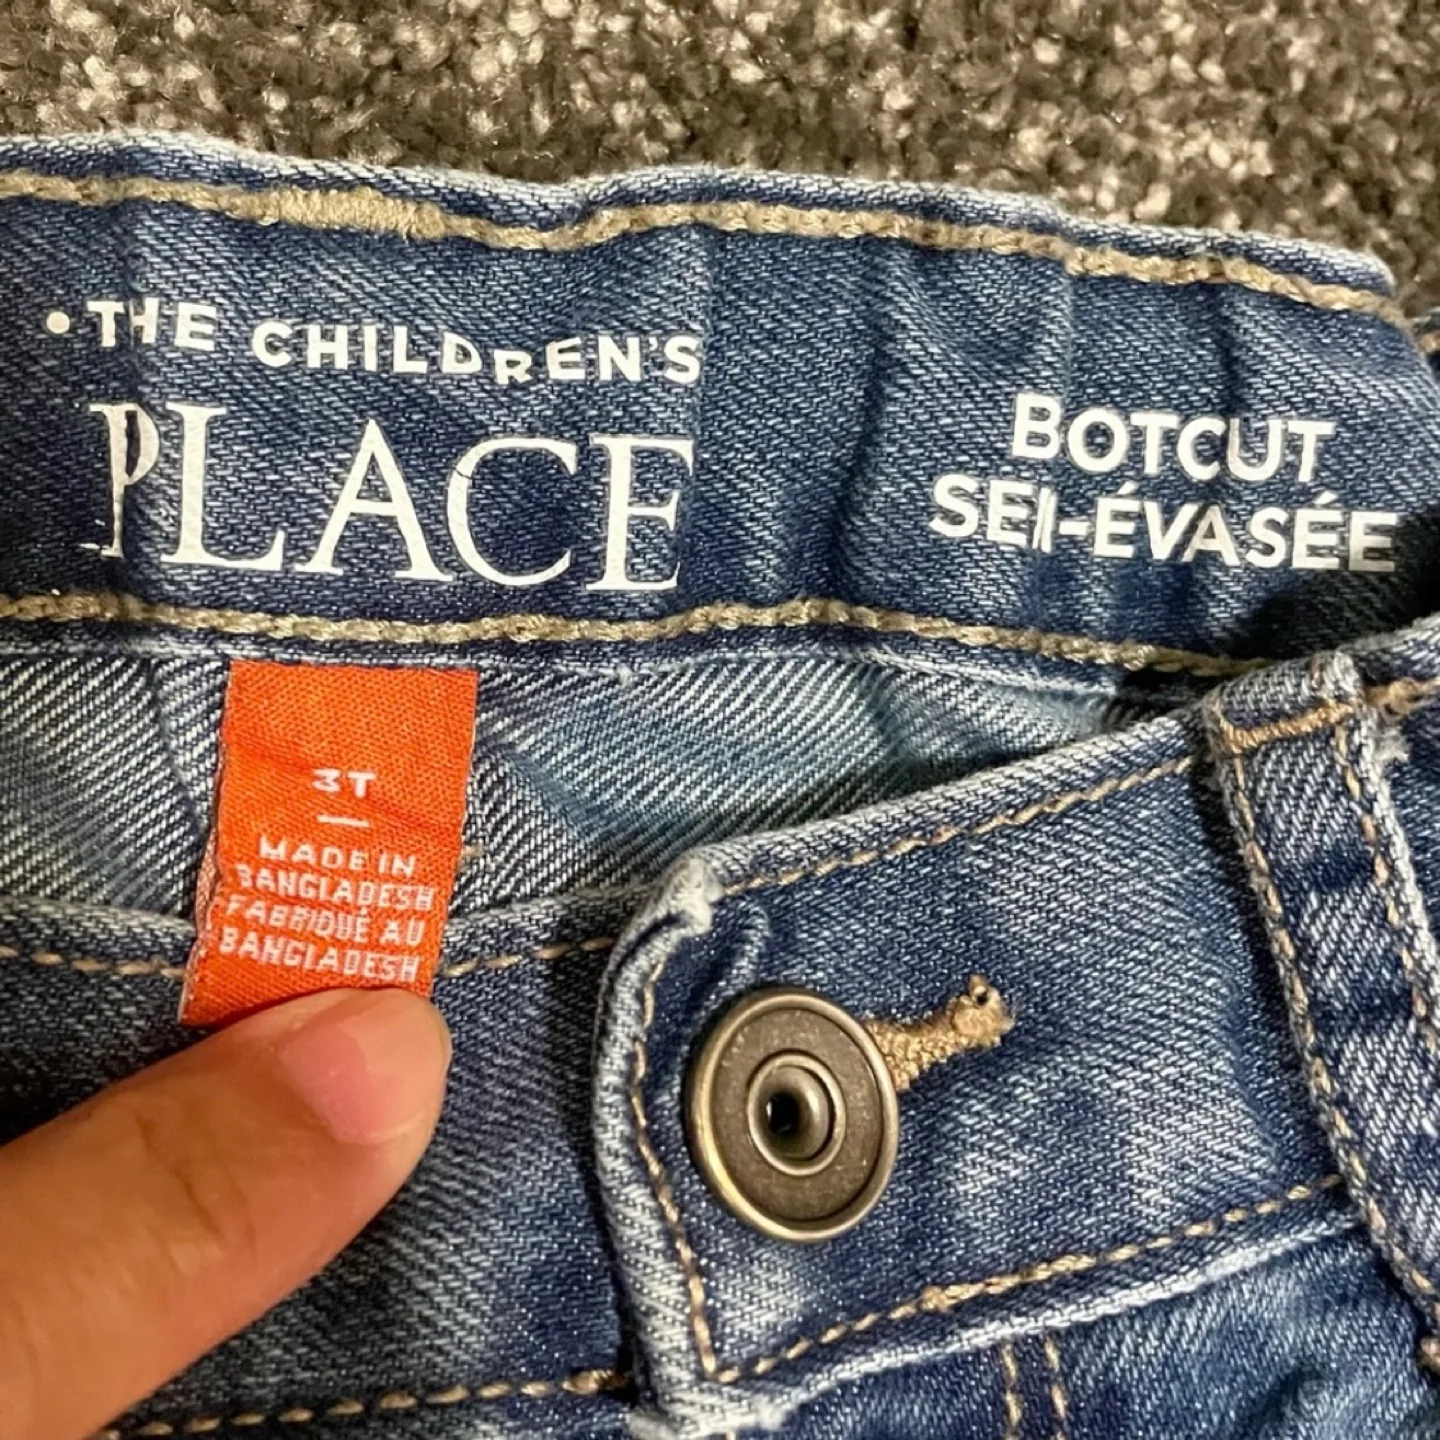 •THE CHILDREN'S
PLACE
BOTCUT
SEI-ÉVASÉE
3T
MADE IN
BANGLADESH
FABRIQUÉ AU
BANGLADESH